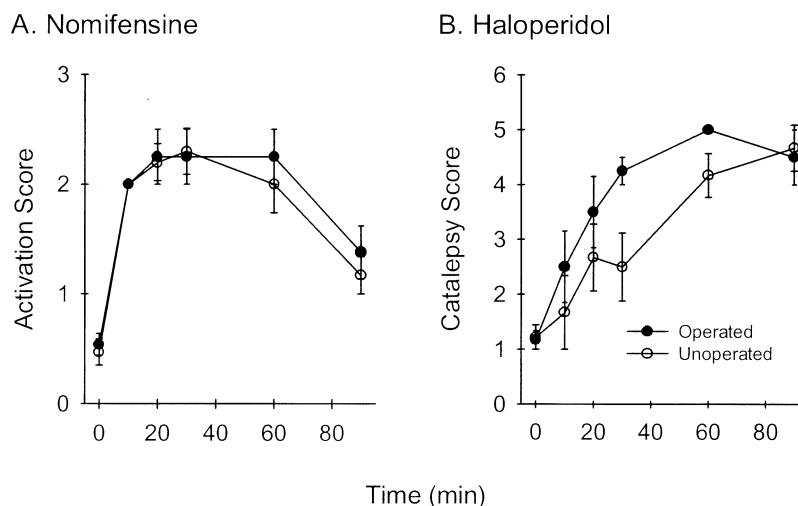 A. Nomifensine
B. Haloperidol
Activation Score
3
2
1
0
0 20 40 60 80
Catalepsy Score
6
5
4
3
2
1
0
0 20 40 60 80
Operated
Unoperated
Time (min)